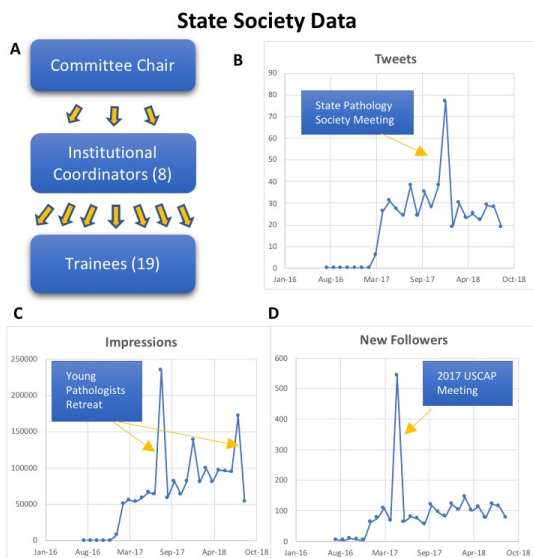 State Society Data
A
Committee Chair
Institutional
Coordinators (8)
Trainees (19)
B
Tweets
90
80
70
60
50
40
30
20
10
0
State Pathology
Society Meeting
Jan-16
Aug-16
Mar-17
Sep-17
Apr-18
Oct-18
C
Impressions
250000
200000
150000
100000
50000
0
Young
Pathologists
Retreat
Jan-16
Aug-16
Mar-17
Sep-17
Apr-18
Oct-18
D
New Followers
600
500
400
300
200
100
0
2017 USCAP
Meeting
Jan-16
Aug-16
Mar-17
Sep-17
Apr-18
Oct-18